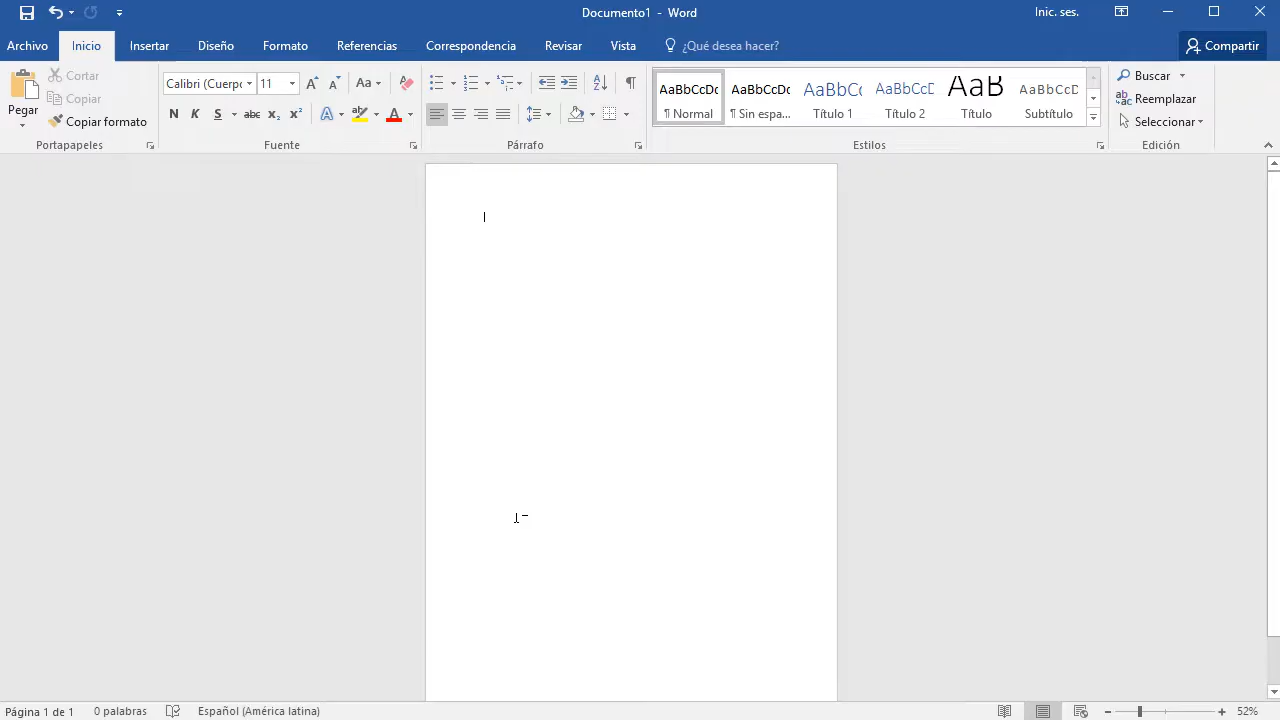 Documento1 - Word
Inic. ses.
Archivo Inicio Insertar Diseño Formato Referencias Correspondencia Revisar Vista ¿Qué desea hacer? Compartir
Pegar
Cortar
Copiar
Copiar formato
Portapapeles
Calibri (Cuerpo 11 Aa
N K S abc x₂ x² A A
Fuente
Párrafo
AaBbCcDc AaBbCcDc AaBbCc AaBbCcD AaB AaBbCcD
¶ Normal ¶ Sin espa... Título 1 Título 2 Título Subtítulo
Estilos
Buscar
Reemplazar
Seleccionar
Edición
Página 1 de 1 0 palabras Español (América latina) 52%